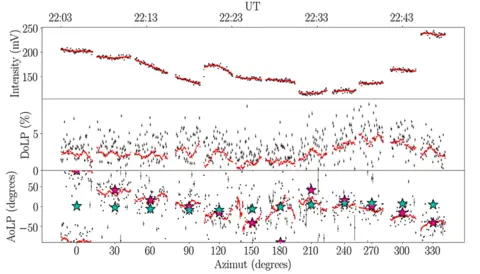 UT
22:03 22:13 22:23 22:33 22:43
Intensity (mV)
250
200
150
DoLP (%)
5
0
AoLP (degrees)
50
0
−50
0 30 60 90 120 150 180 210 240 270 300 330
Azimut (degrees)